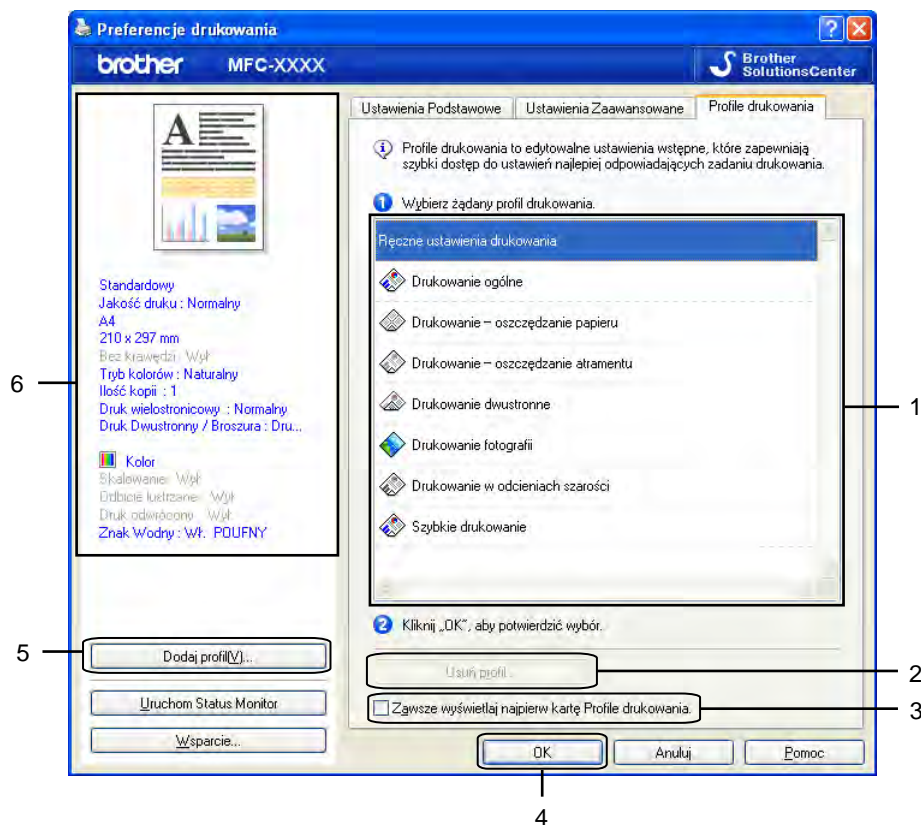 Preferencje drukowania
brother MFC-XXXX
Brother
SolutionsCenter
A
Standardowy
Jakość druku : Normalny
A4
210 x 297 mm
Bez krawędzi : Wył
Tryb kolorów : Naturalny
Ilość kopii : 1
Druk wielostronicowy : Normalny
Druk Dwustronny / Broszura : Dru...
Kolor
Skalowanie: Wył
Odbicie lustrzane: Wył
Druk odwrócony: Wył
Znak Wodny : Wł. POUFNY
6
Dodaj profil(V)...
5
Uruchom Status Monitor
Wsparcie...
Ustawienia Podstawowe Ustawienia Zaawansowane Profile drukowania
Profile drukowania to edytowalne ustawienia wstępne, które zapewniają
szybki dostęp do ustawień najlepiej odpowiadających zadaniu drukowania.
1 Wybierz żądany profil drukowania.
Ręczne ustawienia drukowania
Drukowanie ogólne
Drukowanie – oszczędzanie papieru
Drukowanie – oszczędzanie atramentu
Drukowanie dwustronne
Drukowanie fotografii
Drukowanie w odcieniach szarości
Szybkie drukowanie
1
2 Kliknij „OK”, aby potwierdzić wybór.
Usuń profil...
2
Zawsze wyświetlaj najpierw kartę Profile drukowania.
3
OK Anuluj Pomoc
4